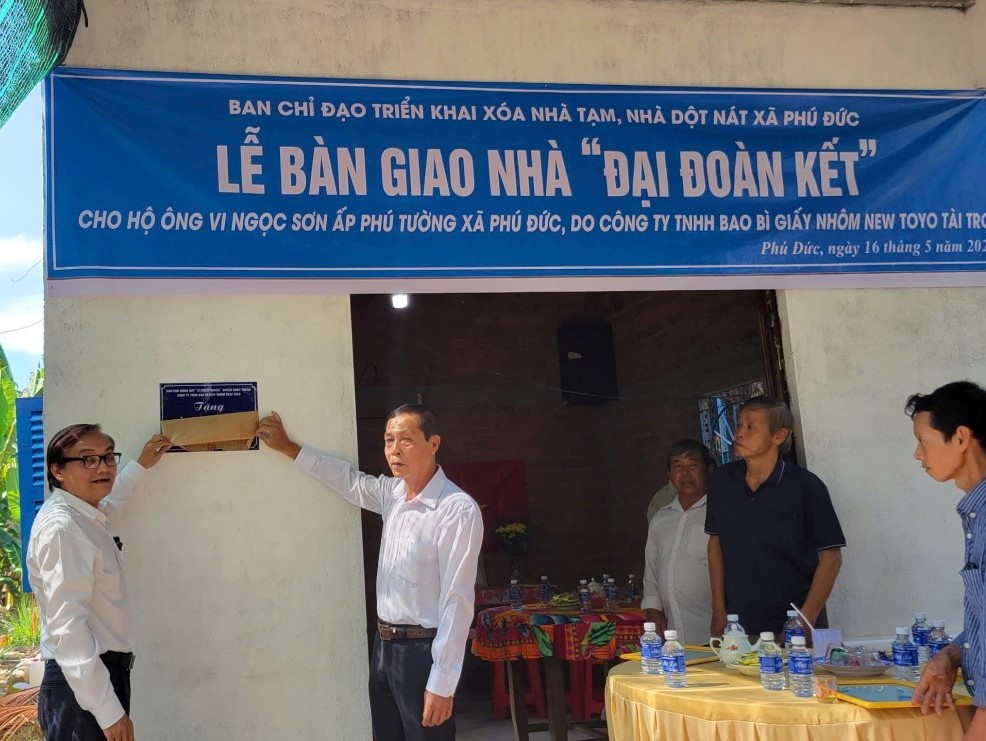 BAN CHỈ ĐẠO TRIỂN KHAI XÓA NHÀ TẠM, NHÀ DỘT NÁT XÃ PHÚ ĐỨC
LỄ BÀN GIAO NHÀ “ĐẠI ĐOÀN KẾT”
CHO HỘ ÔNG VI NGỌC SƠN ẤP PHÚ TƯỜNG XÃ PHÚ ĐỨC, DO CÔNG TY TNHH BAO BÌ GIẤY NHÔM NEW TOYO TÀI TRỢ
Phú Đức, ngày 16 tháng 5 năm 202
Tặng